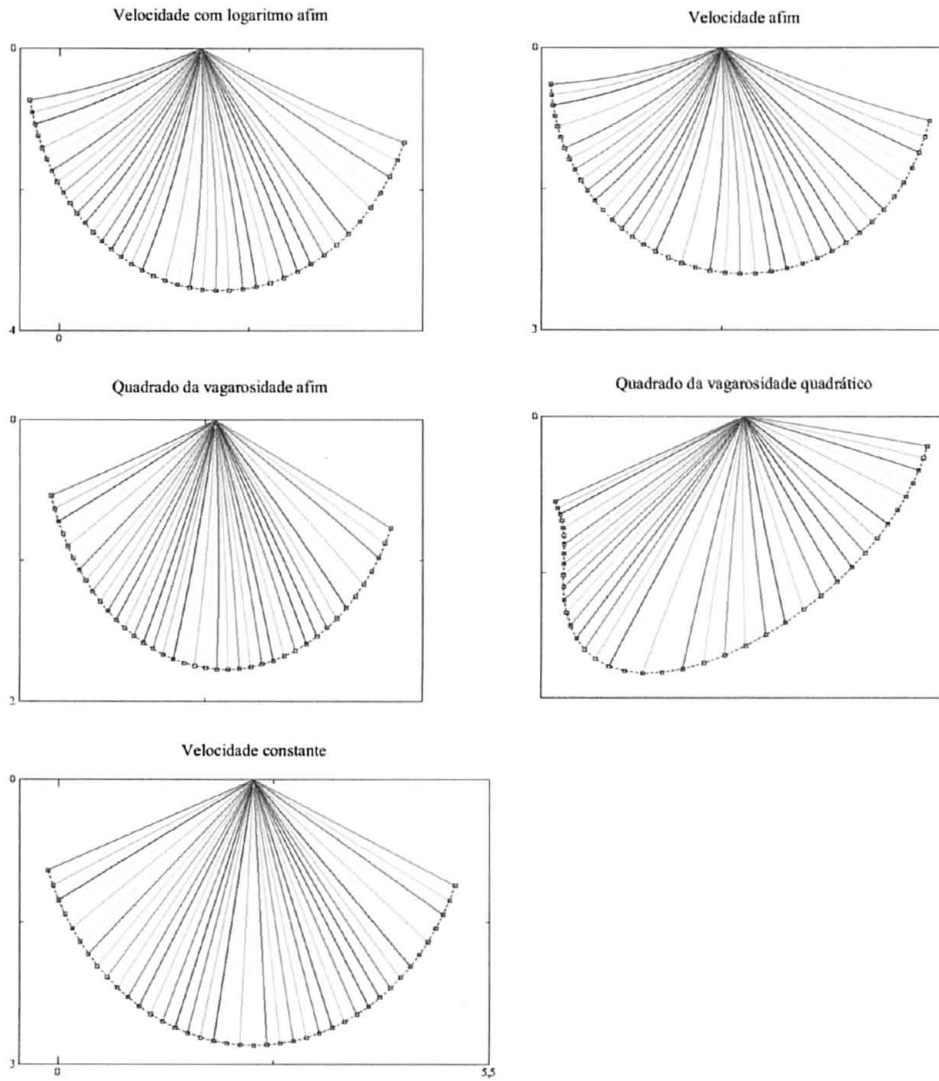 Velocidade com logaritmo afim
Velocidade afim
0
4
0
0
3
Quadrado da vagarosidade afim
Quadrado da vagarosidade quadrático
0
2
0
Velocidade constante
0
3
0
5,5